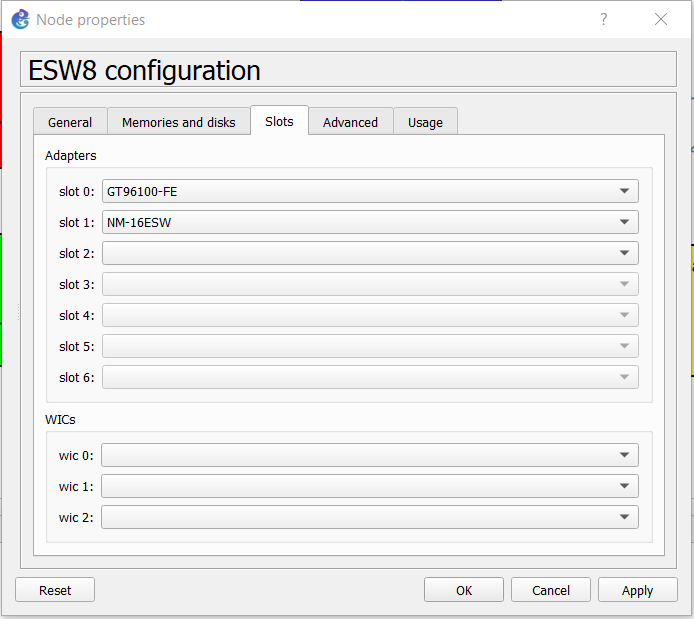 Node properties
?
ESW8 configuration
General Memories and disks Slots Advanced Usage
Adapters
slot 0: GT96100-FE
slot 1: NM-16ESW
slot 2:
slot 3:
slot 4:
slot 5:
slot 6:
WICs
wic 0:
wic 1:
wic 2:
Reset OK Cancel Apply